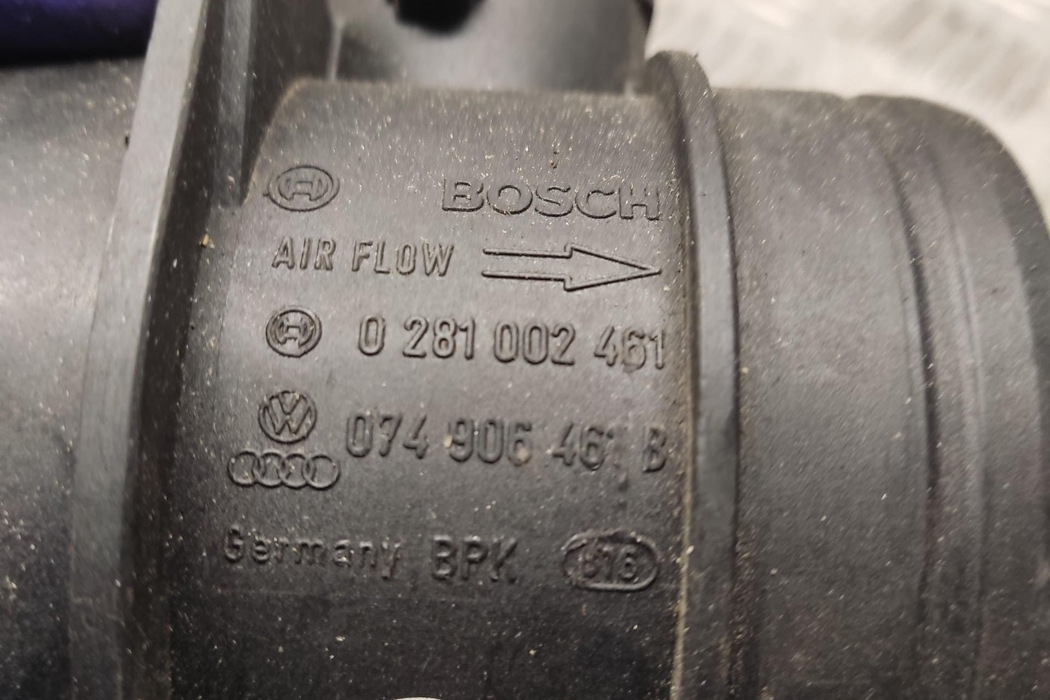 BOSCH
AIR FLOW
0 281 002 461
074 906 461 B
Germany BPK